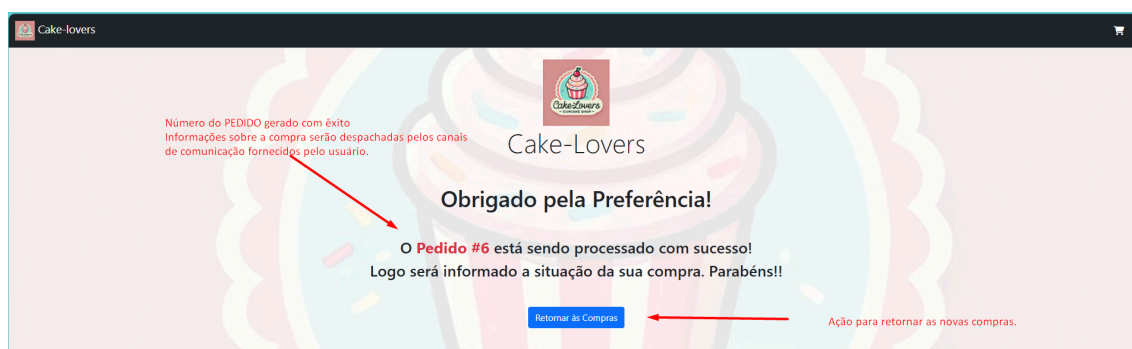 Cake-lovers
Cake-Lovers
CUPCAKE SHOP
Número do PEDIDO gerado com êxito
Informações sobre a compra serão despachadas pelos canais
de comunicação fornecidos pelo usuário.
Cake-Lovers
Obrigado pela Preferência!
O Pedido #6 está sendo processado com sucesso!
Logo será informado a situação da sua compra. Parabéns!!
Retornar às Compras
Ação para retornar as novas compras.